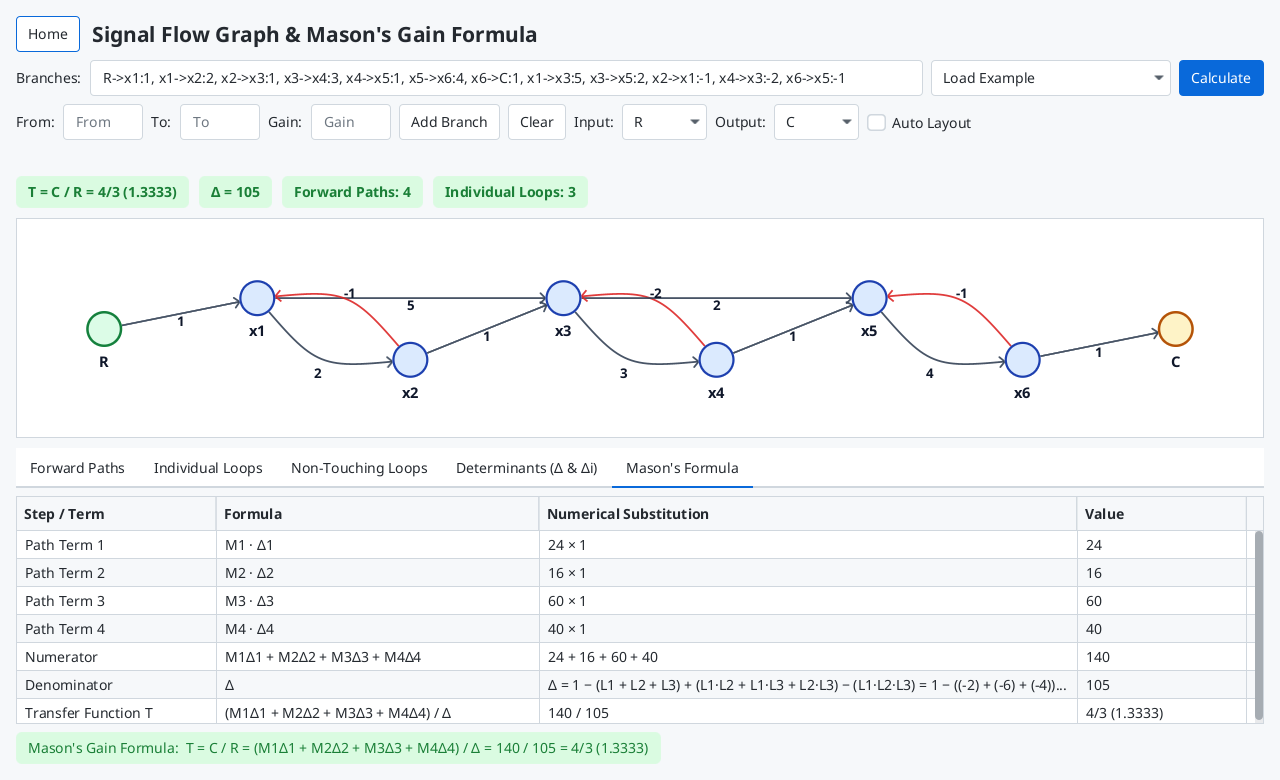 Home
Signal Flow Graph & Mason's Gain Formula
Branches: R->x1:1, x1->x2:2, x2->x3:1, x3->x4:3, x4->x5:1, x5->x6:4, x6->C:1, x1->x3:5, x3->x5:2, x2->x1:-1, x4->x3:-2, x6->x5:-1 Load Example Calculate
From: From To: To Gain: Gain Add Branch Clear Input: R Output: C Auto Layout
T = C / R = 4/3 (1.3333) Δ = 105 Forward Paths: 4 Individual Loops: 3
-1 -2 -1
5 2
1 x1 x3 x5
1 1 1
R C
2 3 4
x2 x4 x6
Forward Paths Individual Loops Non-Touching Loops Determinants (Δ & Δi) Mason's Formula
Step / Term Formula Numerical Substitution Value
Path Term 1 M1 · Δ1 24 × 1 24
Path Term 2 M2 · Δ2 16 × 1 16
Path Term 3 M3 · Δ3 60 × 1 60
Path Term 4 M4 · Δ4 40 × 1 40
Numerator M1Δ1 + M2Δ2 + M3Δ3 + M4Δ4 24 + 16 + 60 + 40 140
Denominator Δ Δ = 1 − (L1 + L2 + L3) + (L1·L2 + L1·L3 + L2·L3) − (L1·L2·L3) = 1 − ((-2) + (-6) + (-4))... 105
Transfer Function T (M1Δ1 + M2Δ2 + M3Δ3 + M4Δ4) / Δ 140 / 105 4/3 (1.3333)
Mason's Gain Formula: T = C / R = (M1Δ1 + M2Δ2 + M3Δ3 + M4Δ4) / Δ = 140 / 105 = 4/3 (1.3333)